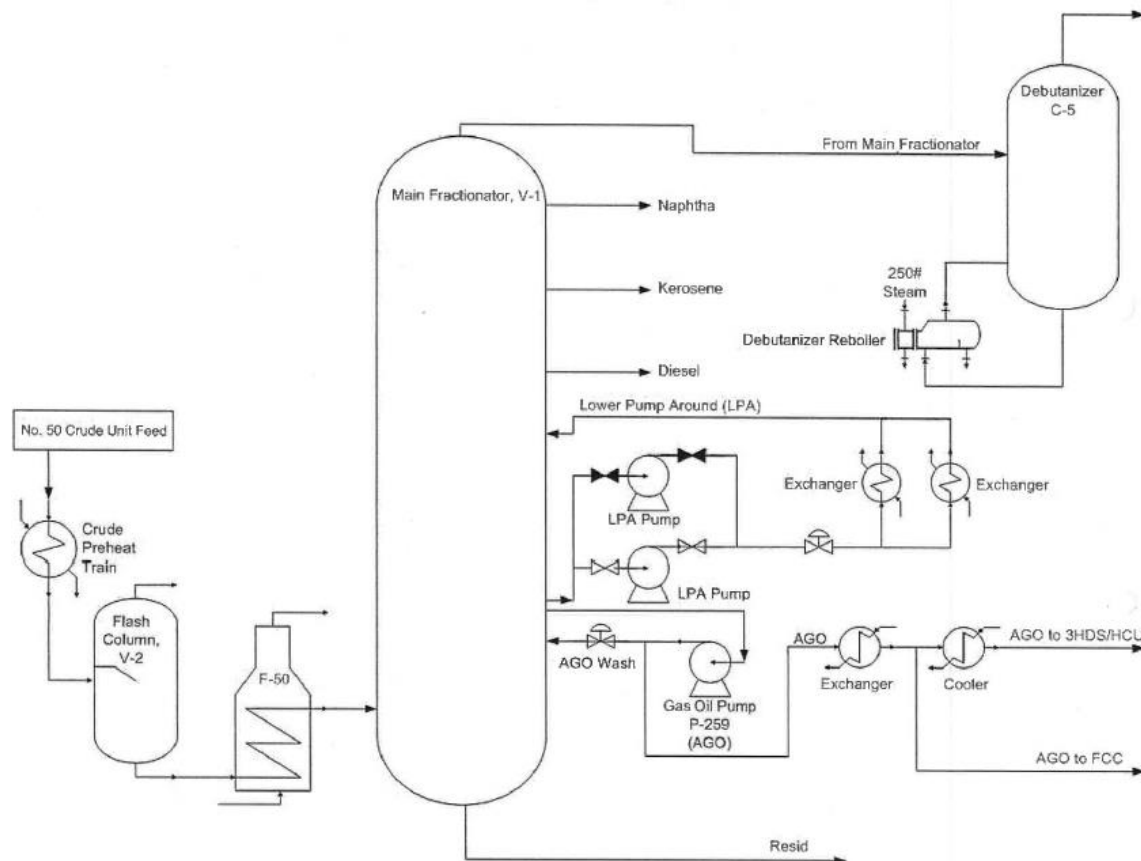 Debutanizer
C-5
From Main Fractionator
Main Fractionator, V-1
Naphtha
250#
Steam
Kerosene
Debutanizer Reboiler
Diesel
Lower Pump Around (LPA)
No. 50 Crude Unit Feed
Exchanger
Exchanger
LPA Pump
Crude
Preheat
Train
LPA Pump
Flash
Column,
V-2
AGO
AGO to 3HDS/HCU
AGO Wash
F-50
Exchanger
Cooler
Gas Oil Pump
P-259
(AGO)
AGO to FCC
Resid